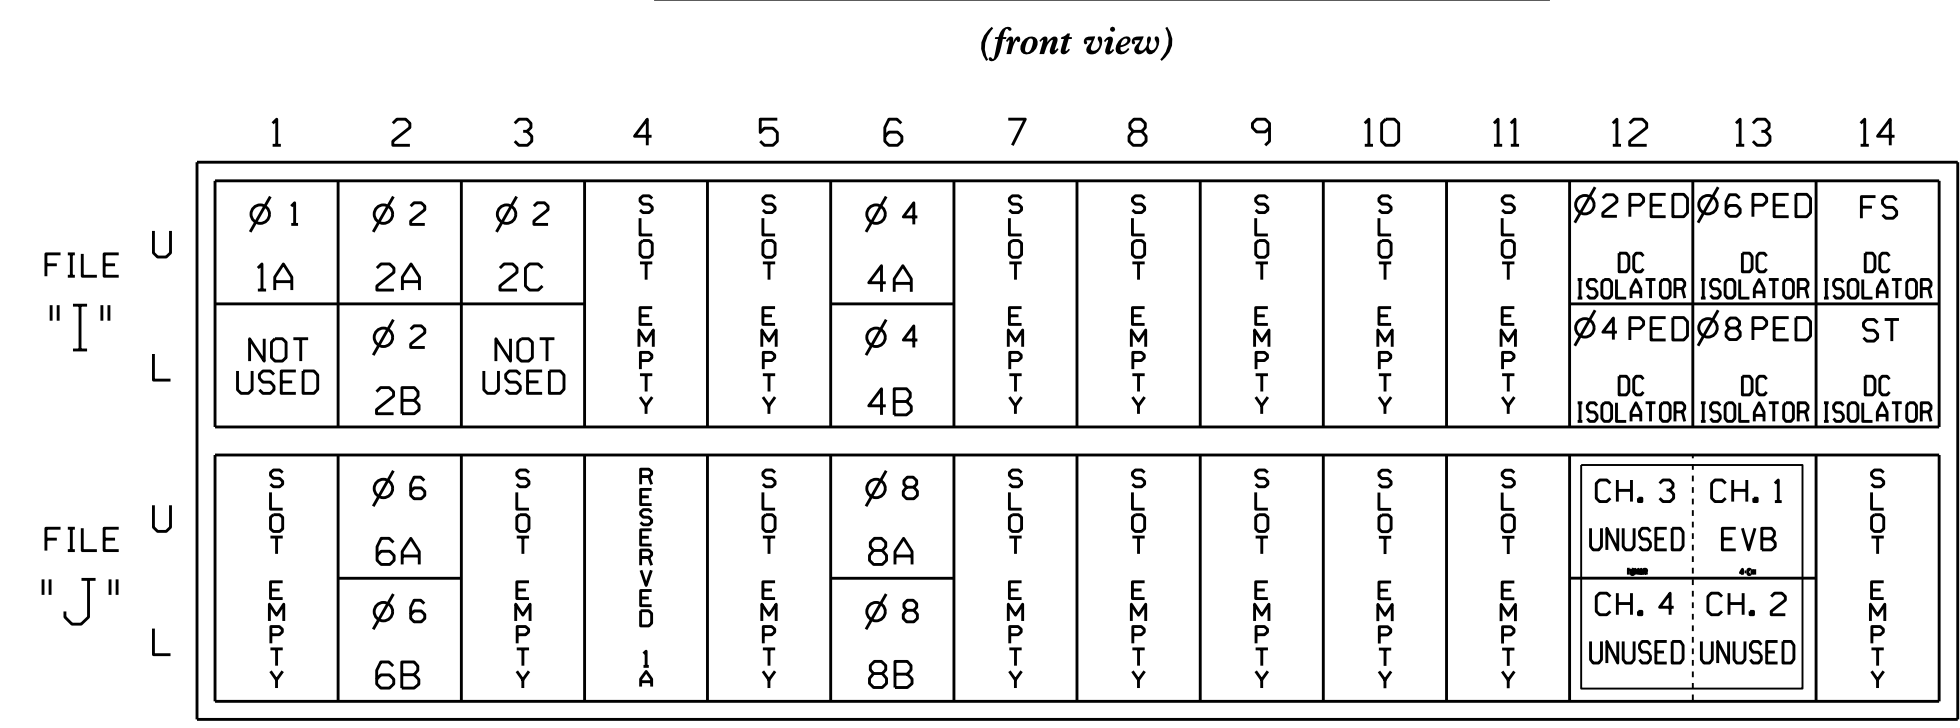 (front view)
1 2 3 4 5 6 7 8 9 10 11 12 13 14
FILE
"I"
U
L
Ø 1
1A
NOT
USED
Ø 2
2A
Ø 2
2B
Ø 2
2C
NOT
USED
SLOT EMPTY
SLOT EMPTY
Ø 4
4A
Ø 4
4B
SLOT EMPTY
SLOT EMPTY
SLOT EMPTY
SLOT EMPTY
SLOT EMPTY
Ø2 PED
DC
ISOLATOR
Ø4 PED
DC
ISOLATOR
Ø6 PED
DC
ISOLATOR
Ø8 PED
DC
ISOLATOR
FS
DC
ISOLATOR
ST
DC
ISOLATOR
FILE
"J"
U
L
SLOT EMPTY
Ø 6
6A
Ø 6
6B
SLOT EMPTY
RESERVED 1A
SLOT EMPTY
Ø 8
8A
Ø 8
8B
SLOT EMPTY
SLOT EMPTY
SLOT EMPTY
SLOT EMPTY
SLOT EMPTY
CH. 3
UNUSED
CH. 4
UNUSED
CH. 1
EVB
CH. 2
UNUSED
SLOT EMPTY